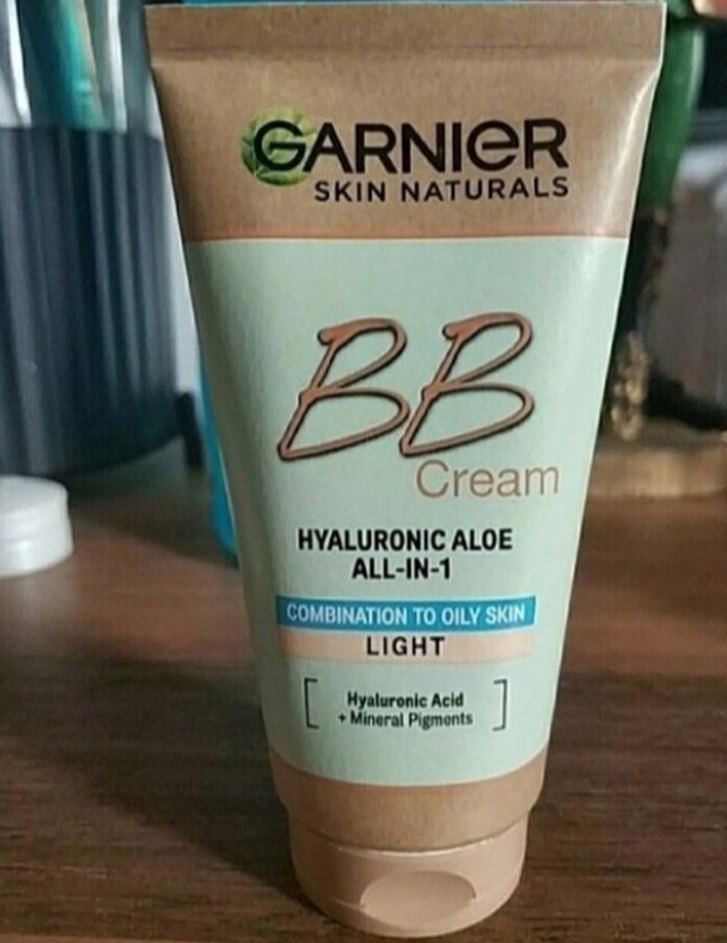 GARNIER
SKIN NATURALS
BB
Cream
HYALURONIC ALOE
ALL-IN-1
COMBINATION TO OILY SKIN
LIGHT
Hyaluronic Acid
+ Mineral Pigments